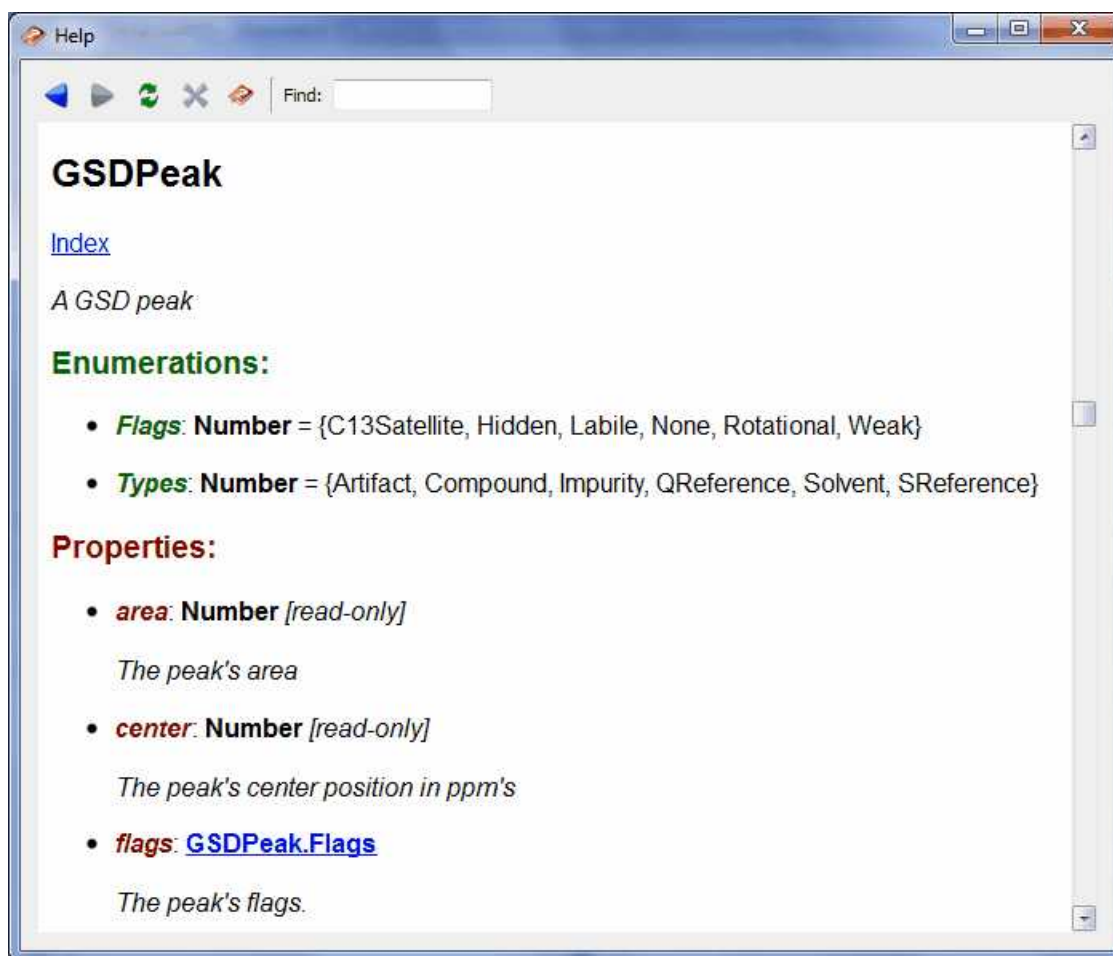 Help
Find:
GSDPeak
Index
A GSD peak
Enumerations:
• Flags: Number = {C13Satellite, Hidden, Labile, None, Rotational, Weak}
• Types: Number = {Artifact, Compound, Impurity, QReference, Solvent, SReference}
Properties:
• area: Number [read-only]
The peak's area
• center: Number [read-only]
The peak's center position in ppm's
• flags: GSDPeak.Flags
The peak's flags.